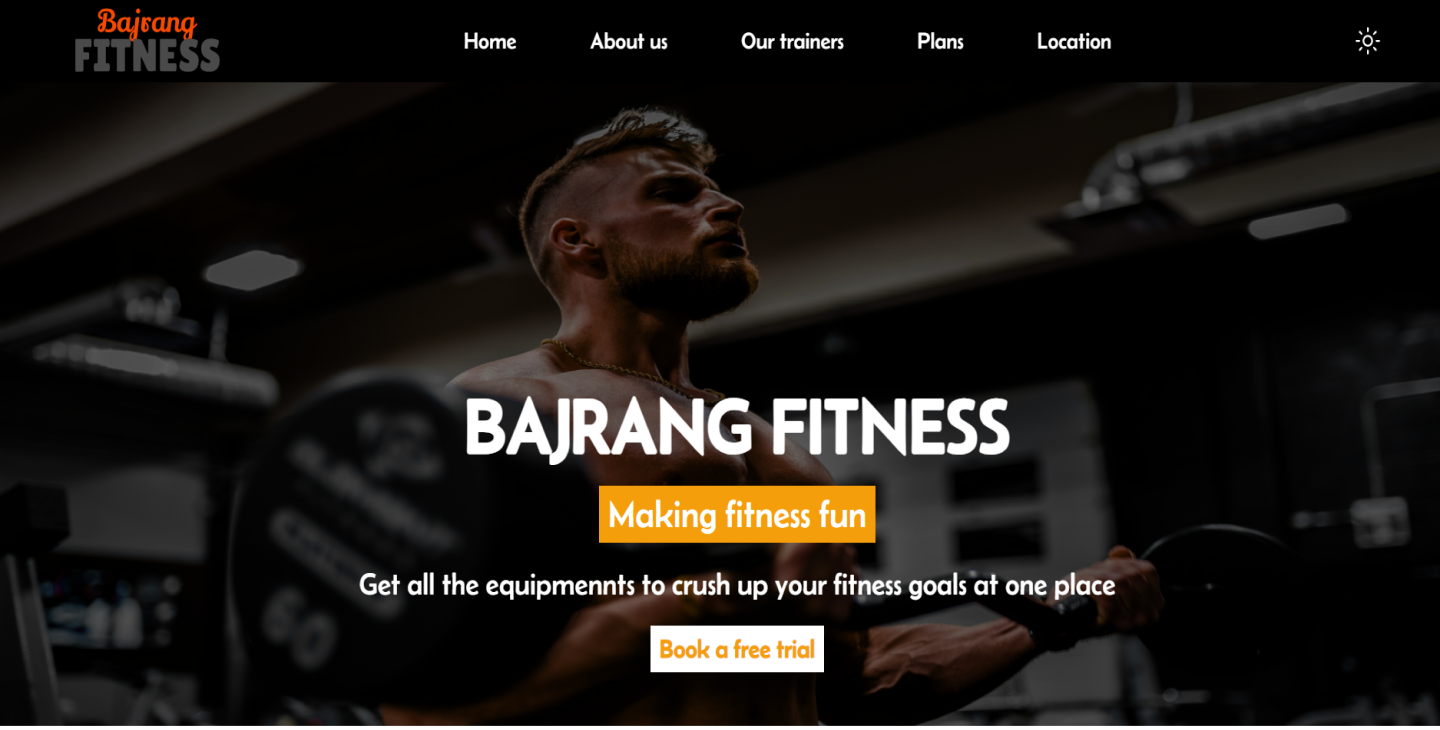 Bajrang
FITNESS
Home About us Our trainers Plans Location
BAJRANG FITNESS
Making fitness fun
Get all the equipmennts to crush up your fitness goals at one place
Book a free trial
60